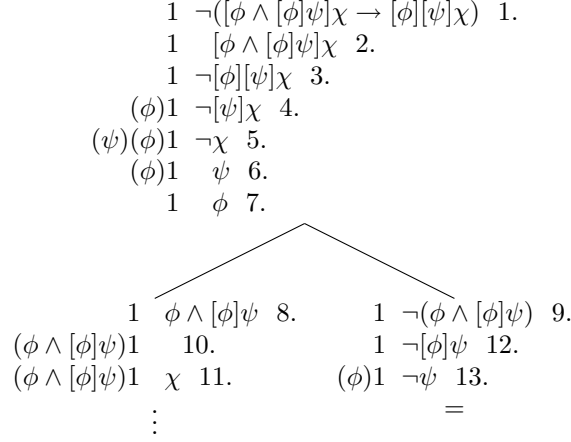 1 ¬([ϕ ∧ [ϕ]ψ]χ → [ϕ][ψ]χ) 1.
1 [ϕ ∧ [ϕ]ψ]χ 2.
1 ¬[ϕ][ψ]χ 3.
(ϕ)1 ¬[ψ]χ 4.
(ψ)(ϕ)1 ¬χ 5.
(ϕ)1 ψ 6.
1 ϕ 7.
1 ϕ ∧ [ϕ]ψ 8. 1 ¬(ϕ ∧ [ϕ]ψ) 9.
(ϕ ∧ [ϕ]ψ)1 10. 1 ¬[ϕ]ψ 12.
(ϕ ∧ [ϕ]ψ)1 χ 11. (ϕ)1 ¬ψ 13.
⋮ =